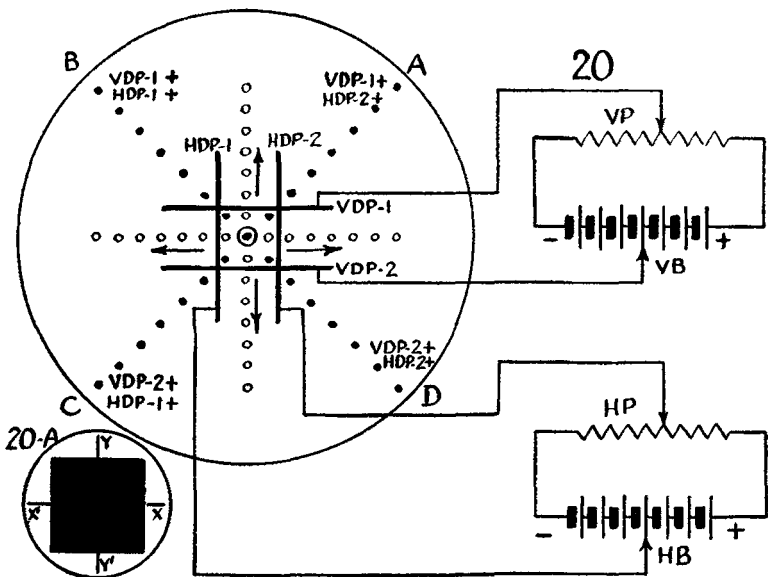 20
B
VDP-1 +
HDP-1 +
A
VDP-1+
HDP-2+
HDP-1
HDP-2
VDP-1
VDP-2
VP
- +
VB
C
VDP-2+
HDP-1+
D
VDP-2+
HDP-2+
HP
- +
HB
20-A
Y
X' X
Y'